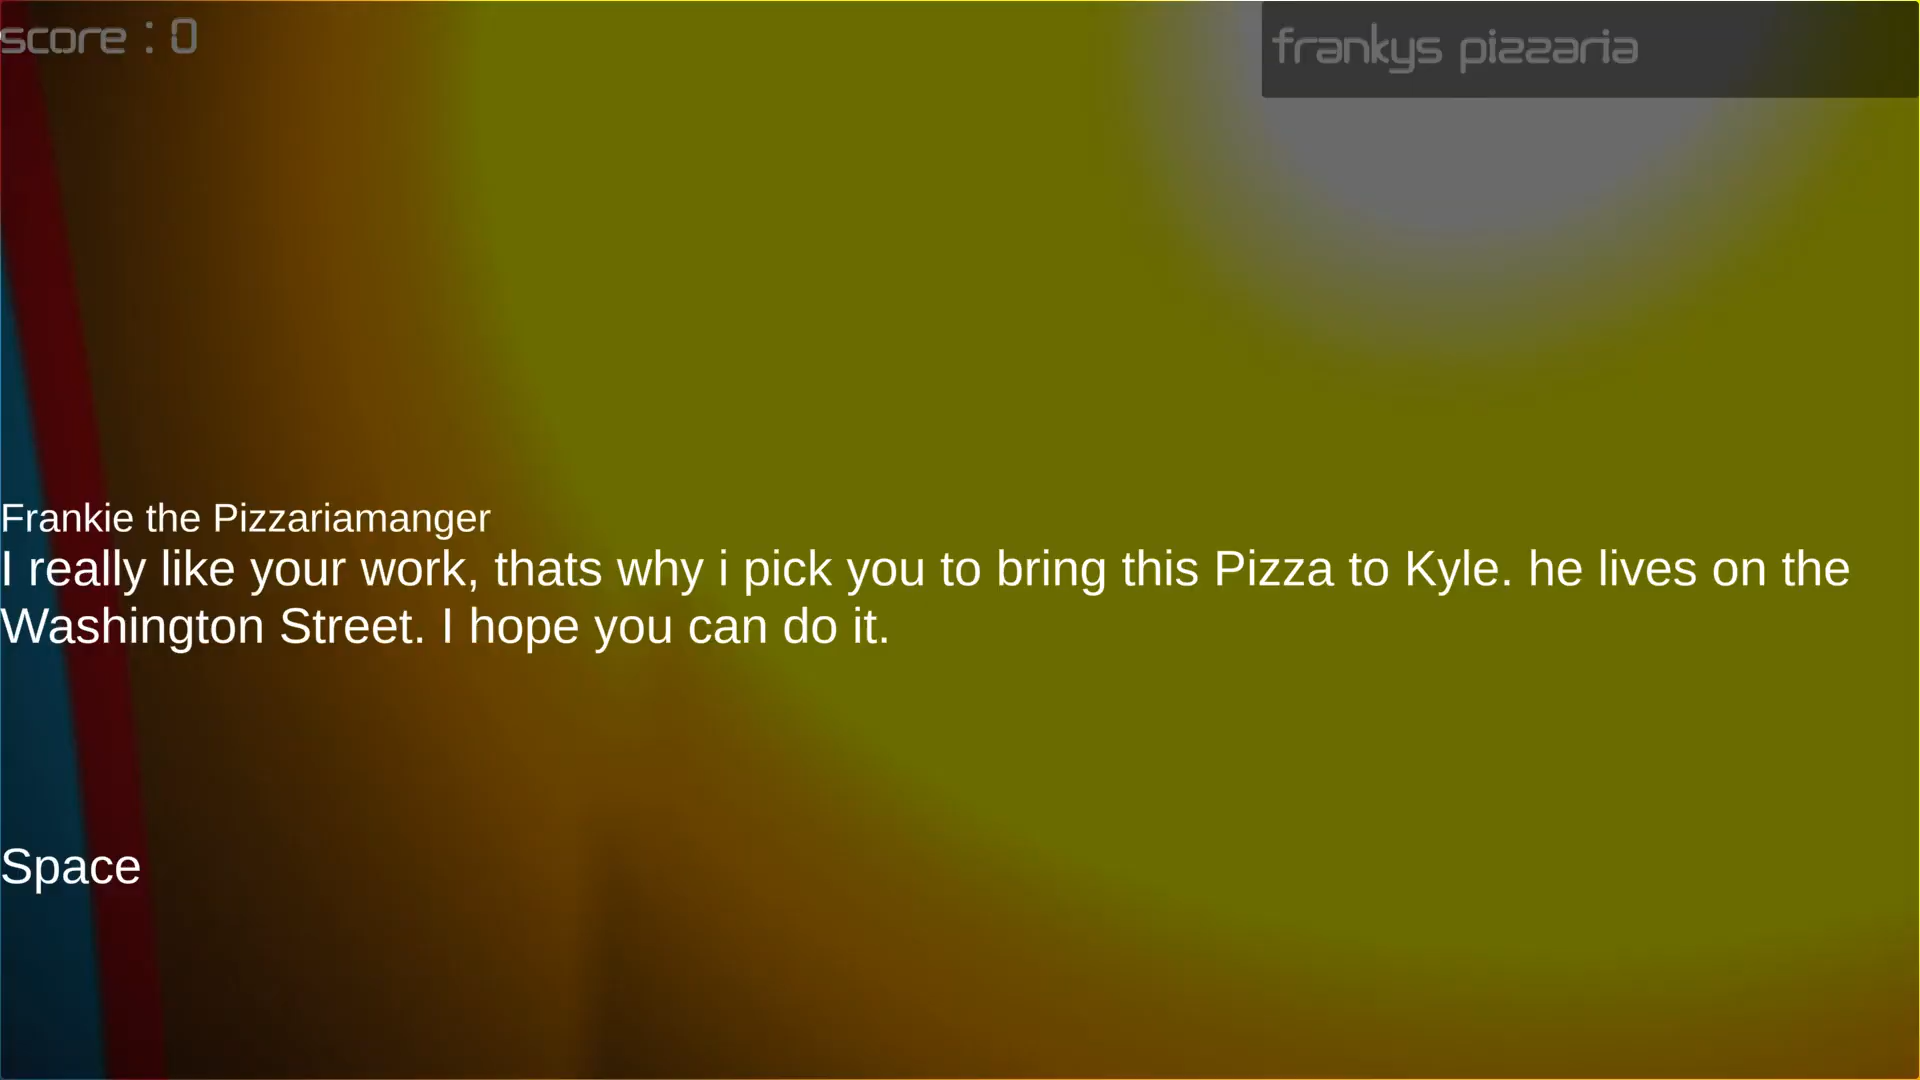 score : 0
frankys pizzaria
Frankie the Pizzariamanger
I really like your work, thats why i pick you to bring this Pizza to Kyle. he lives on the
Washington Street. I hope you can do it.
Space